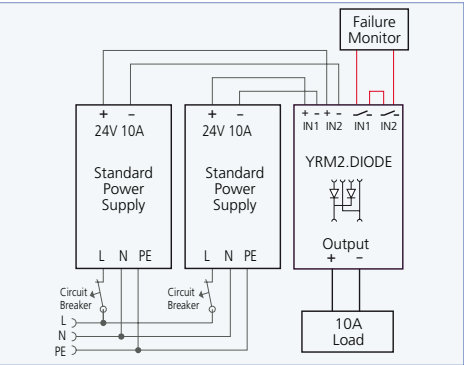 Failure
Monitor
+ – 
24V 10A
Standard
Power
Supply
L N PE
+ –
24V 10A
Standard
Power
Supply
L N PE
+ – + –
IN1 IN2 IN1 IN2
YRM2.DIODE
Output
+ –
10A
Load
Circuit
Breaker
Circuit
Breaker
L
N
PE